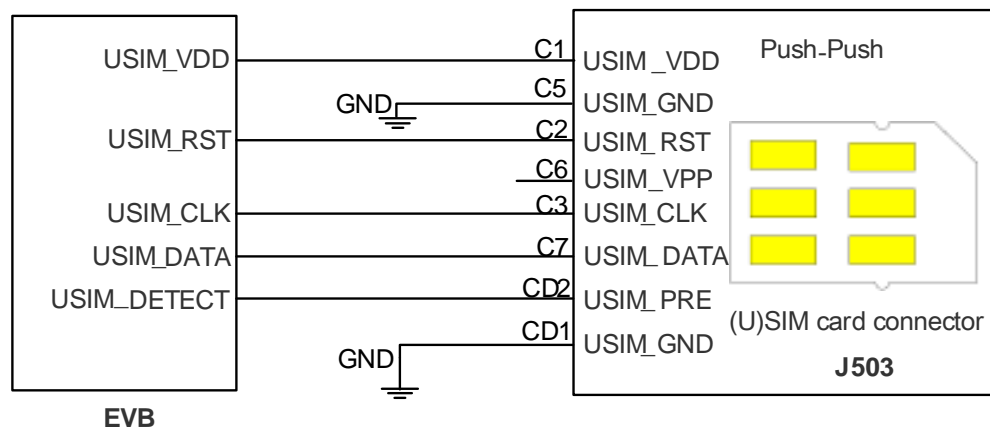 USIM_VDD
USIM_RST
USIM_CLK
USIM_DATA
USIM_DETECT
EVB
GND
GND
C1
C5
C2
C6
C3
C7
CD2
CD1
USIM_VDD
USIM_GND
USIM_RST
USIM_VPP
USIM_CLK
USIM_DATA
USIM_PRE
USIM_GND
Push-Push
(U)SIM card connector
J503